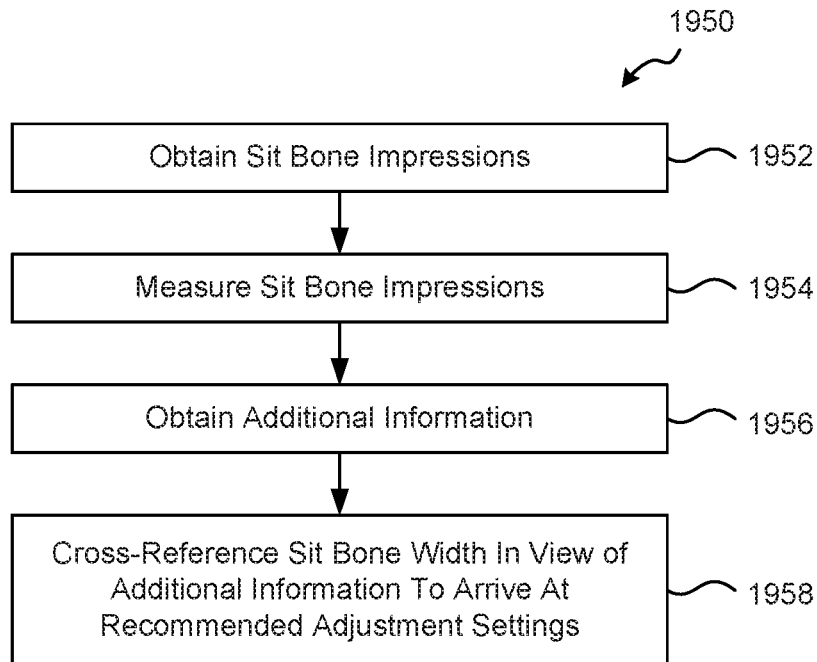 1950
Obtain Sit Bone Impressions
1952
Measure Sit Bone Impressions
1954
Obtain Additional Information
1956
Cross-Reference Sit Bone Width In View of
Additional Information To Arrive At
Recommended Adjustment Settings
1958